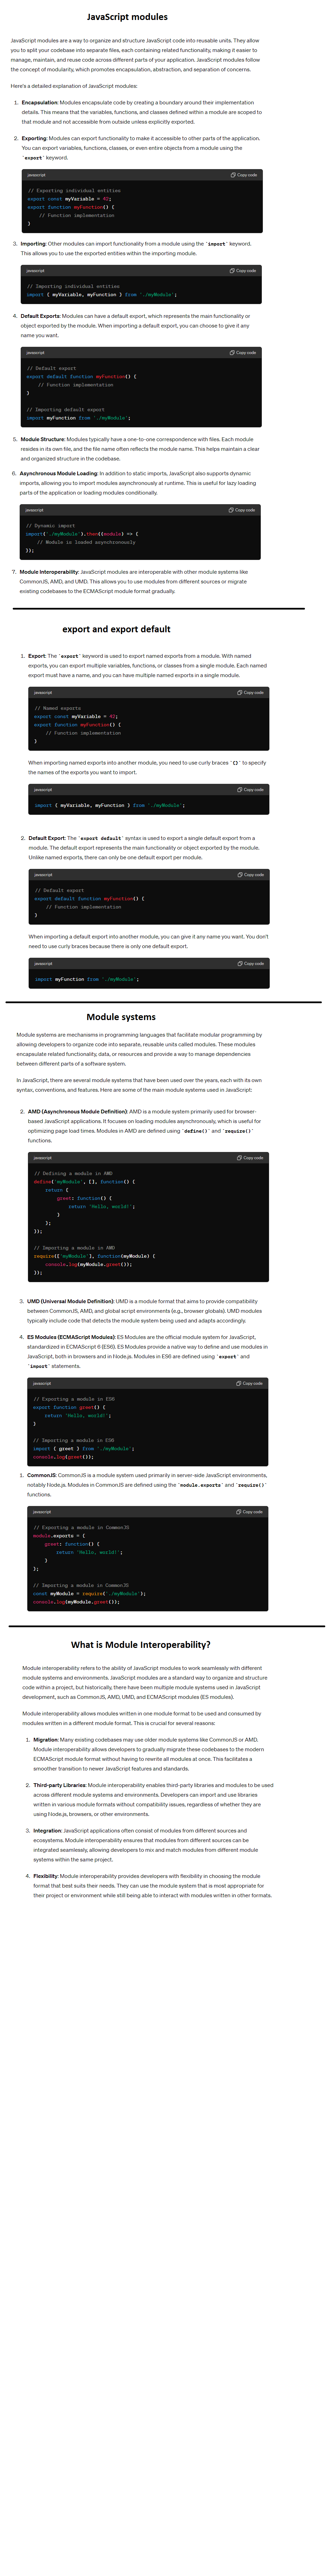 JavaScript modules
JavaScript modules are a way to organize and structure JavaScript code into reusable units. They allow
you to split your codebase into separate files, each containing related functionality, making it easier to
manage, maintain, and reuse code across different parts of your application. JavaScript modules follow
the concept of modularity, which promotes encapsulation, abstraction, and separation of concerns.
Here's a detailed explanation of JavaScript modules:
1. Encapsulation: Modules encapsulate code by creating a boundary around their implementation
details. This means that the variables, functions, and classes defined within a module are scoped to
that module and not accessible from outside unless explicitly exported.
2. Exporting: Modules can export functionality to make it accessible to other parts of the application.
You can export variables, functions, classes, or even entire objects from a module using the
`export` keyword.
javascript Copy code
// Exporting individual entities
export const myVariable = 42;
export function myFunction() {
// Function implementation
}
3. Importing: Other modules can import functionality from a module using the `import` keyword.
This allows you to use the exported entities within the importing module.
javascript Copy code
// Importing individual entities
import { myVariable, myFunction } from './myModule';
4. Default Exports: Modules can have a default export, which represents the main functionality or
object exported by the module. When importing a default export, you can choose to give it any
name you want.
javascript Copy code
// Default export
export default function myFunction() {
// Function implementation
}
// Importing default export
import myFunction from './myModule';
5. Module Structure: Modules typically have a one-to-one correspondence with files. Each module
resides in its own file, and the file name often reflects the module name. This helps maintain a clear
and organized structure in the codebase.
6. Asynchronous Module Loading: In addition to static imports, JavaScript also supports dynamic
imports, allowing you to import modules asynchronously at runtime. This is useful for lazy loading
parts of the application or loading modules conditionally.
javascript Copy code
// Dynamic import
import('./myModule').then((module) => {
// Module is loaded asynchronously
});
7. Module Interoperability: JavaScript modules are interoperable with other module systems like
CommonJS, AMD, and UMD. This allows you to use modules from different sources or migrate
existing codebases to the ECMAScript module format gradually.
export and export default
1. Export: The `export` keyword is used to export named exports from a module. With named
exports, you can export multiple variables, functions, or classes from a single module. Each named
export must have a name, and you can have multiple named exports in a single module.
javascript Copy code
// Named exports
export const myVariable = 42;
export function myFunction() {
// Function implementation
}
When importing named exports into another module, you need to use curly braces `{}` to specify
the names of the exports you want to import.
javascript Copy code
import { myVariable, myFunction } from './myModule';
2. Default Export: The `export default` syntax is used to export a single default export from a
module. The default export represents the main functionality or object exported by the module.
Unlike named exports, there can only be one default export per module.
javascript Copy code
// Default export
export default function myFunction() {
// Function implementation
}
When importing a default export into another module, you can give it any name you want. You don't
need to use curly braces because there is only one default export.
javascript Copy code
import myFunction from './myModule';
Module systems
Module systems are mechanisms in programming languages that facilitate modular programming by
allowing developers to organize code into separate, reusable units called modules. These modules
encapsulate related functionality, data, or resources and provide a way to manage dependencies
between different parts of a software system.
In JavaScript, there are several module systems that have been used over the years, each with its own
syntax, conventions, and features. Here are some of the main module systems used in JavaScript:
2. AMD (Asynchronous Module Definition): AMD is a module system primarily used for browser-
based JavaScript applications. It focuses on loading modules asynchronously, which is useful for
optimizing page load times. Modules in AMD are defined using `define()` and `require()`
functions.
javascript Copy code
// Defining a module in AMD
define('myModule', [], function() {
return {
greet: function() {
return 'Hello, world!';
}
};
});
// Importing a module in AMD
require(['myModule'], function(myModule) {
console.log(myModule.greet());
});
3. UMD (Universal Module Definition): UMD is a module format that aims to provide compatibility
between CommonJS, AMD, and global script environments (e.g., browser globals). UMD modules
typically include code that detects the module system being used and adapts accordingly.
4. ES Modules (ECMAScript Modules): ES Modules are the official module system for JavaScript,
standardized in ECMAScript 6 (ES6). ES Modules provide a native way to define and use modules in
JavaScript, both in browsers and in Node.js. Modules in ES6 are defined using `export` and
`import` statements.
javascript Copy code
// Exporting a module in ES6
export function greet() {
return 'Hello, world!';
}
// Importing a module in ES6
import { greet } from './myModule';
console.log(greet());
1. CommonJS: CommonJS is a module system used primarily in server-side JavaScript environments,
notably Node.js. Modules in CommonJS are defined using the `module.exports` and `require()`
functions.
javascript Copy code
// Exporting a module in CommonJS
module.exports = {
greet: function() {
return 'Hello, world!';
}
};
// Importing a module in CommonJS
const myModule = require('./myModule');
console.log(myModule.greet());
What is Module Interoperability?
Module interoperability refers to the ability of JavaScript modules to work seamlessly with different
module systems and environments. JavaScript modules are a standard way to organize and structure
code within a project, but historically, there have been multiple module systems used in JavaScript
development, such as CommonJS, AMD, UMD, and ECMAScript modules (ES modules).
Module interoperability allows modules written in one module format to be used and consumed by
modules written in a different module format. This is crucial for several reasons:
1. Migration: Many existing codebases may use older module systems like CommonJS or AMD.
Module interoperability allows developers to gradually migrate these codebases to the modern
ECMAScript module format without having to rewrite all modules at once. This facilitates a
smoother transition to newer JavaScript features and standards.
2. Third-party Libraries: Module interoperability enables third-party libraries and modules to be used
across different module systems and environments. Developers can import and use libraries
written in various module formats without compatibility issues, regardless of whether they are
using Node.js, browsers, or other environments.
3. Integration: JavaScript applications often consist of modules from different sources and
ecosystems. Module interoperability ensures that modules from different sources can be
integrated seamlessly, allowing developers to mix and match modules from different module
systems within the same project.
4. Flexibility: Module interoperability provides developers with flexibility in choosing the module
format that best suits their needs. They can use the module system that is most appropriate for
their project or environment while still being able to interact with modules written in other formats.